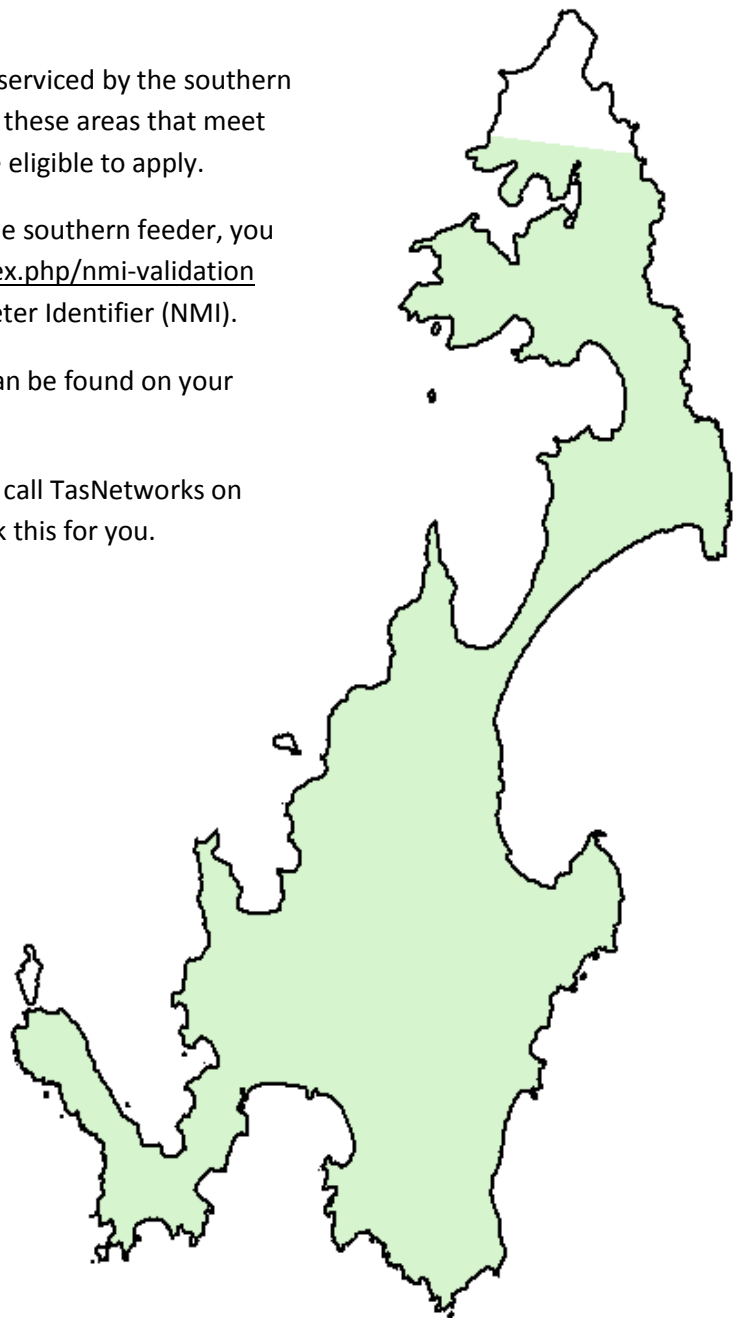 serviced by the southern
these areas that meet
eligible to apply.
e southern feeder, you
ex.php/nmi-validation
eter Identifier (NMI).
an be found on your
call TasNetworks on
k this for you.